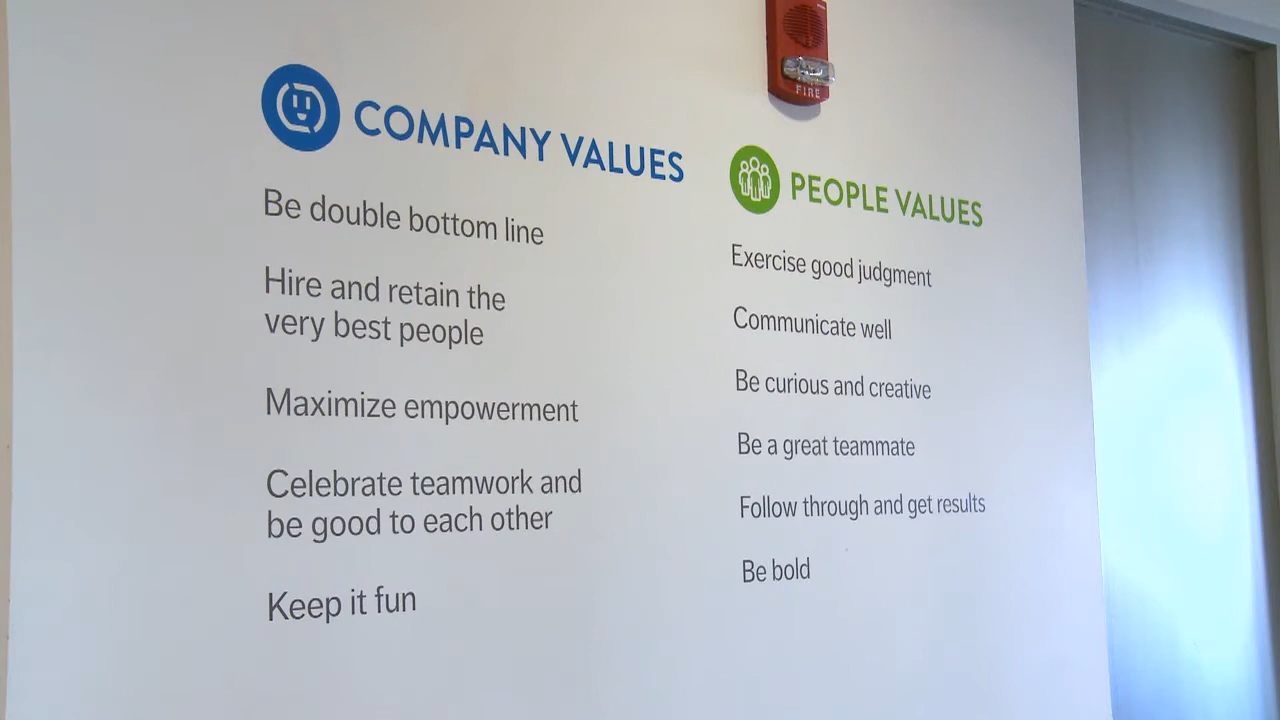 COMPANY VALUES
Be double bottom line
Hire and retain the
very best people
Maximize empowerment
Celebrate teamwork and
be good to each other
Keep it fun
FIRE
PEOPLE VALUES
Exercise good judgment
Communicate well
Be curious and creative
Be a great teammate
Follow through and get results
Be bold